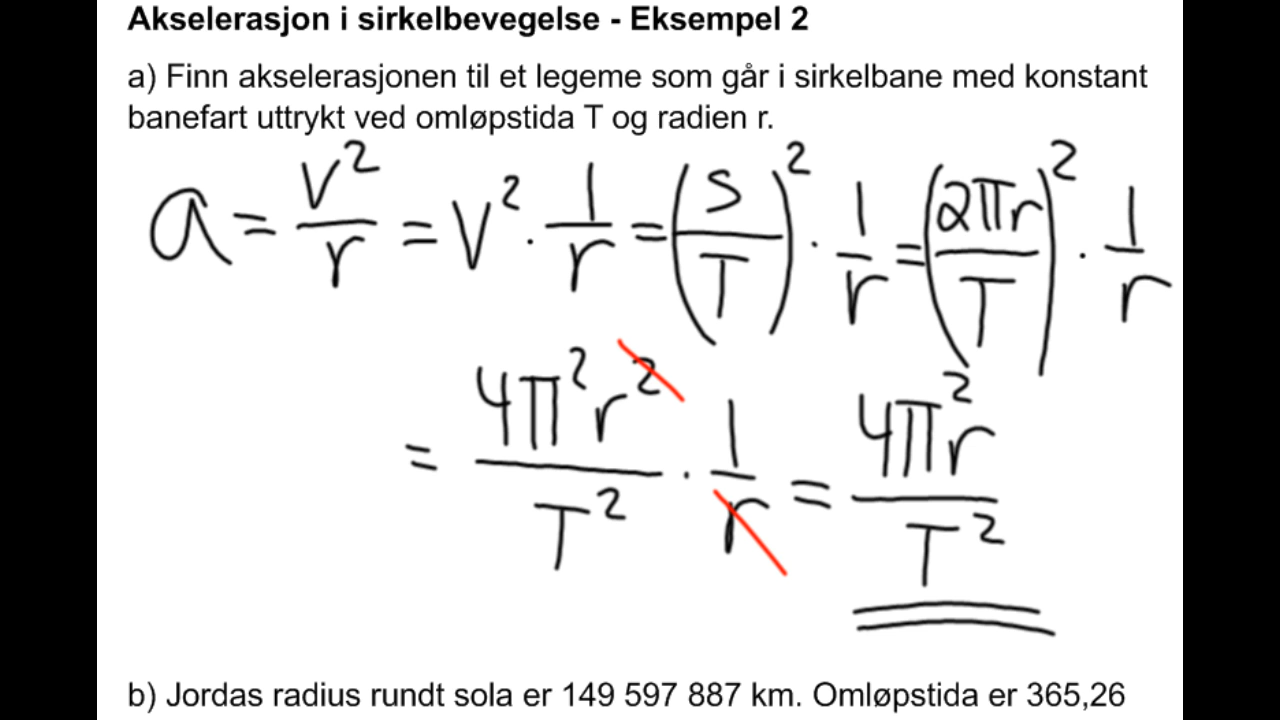 Akselerasjon i sirkelbevegelse - Eksempel 2
a) Finn akselerasjonen til et legeme som går i sirkelbane med konstant
banefart uttrykt ved omløpstida T og radien r.
a = v²/r = v² · 1/r = (s/T)² · 1/r = (2πr/T)² · 1/r
= 4π²r²/T² · 1/r = 4π²r/T²
b) Jordas radius rundt sola er 149 597 887 km. Omløpstida er 365,26